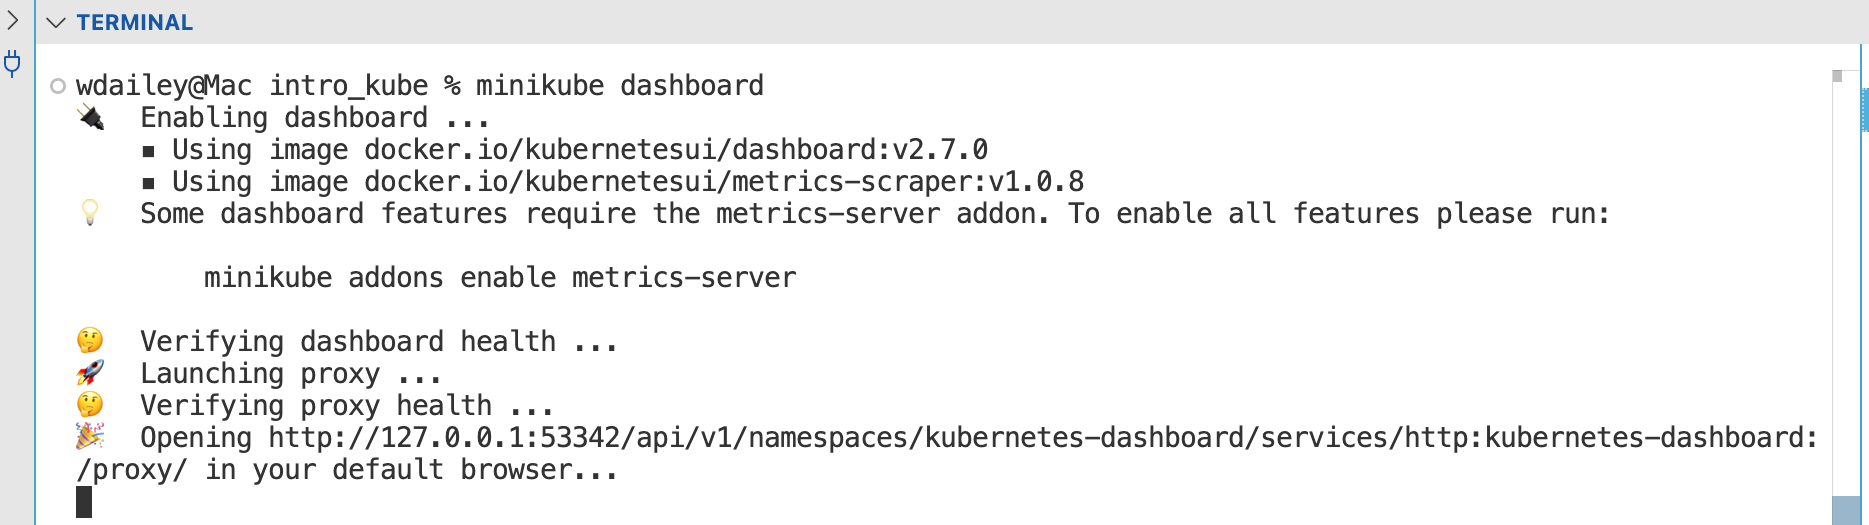 TERMINAL
wdailey@Mac intro_kube % minikube dashboard
🔌  Enabling dashboard ...
    ▪ Using image docker.io/kubernetesui/dashboard:v2.7.0
    ▪ Using image docker.io/kubernetesui/metrics-scraper:v1.0.8
💡  Some dashboard features require the metrics-server addon. To enable all features please run:
        minikube addons enable metrics-server
🤔  Verifying dashboard health ...
🚀  Launching proxy ...
🤔  Verifying proxy health ...
🎉  Opening http://127.0.0.1:53342/api/v1/namespaces/kubernetes-dashboard/services/http:kubernetes-dashboard:
/proxy/ in your default browser...